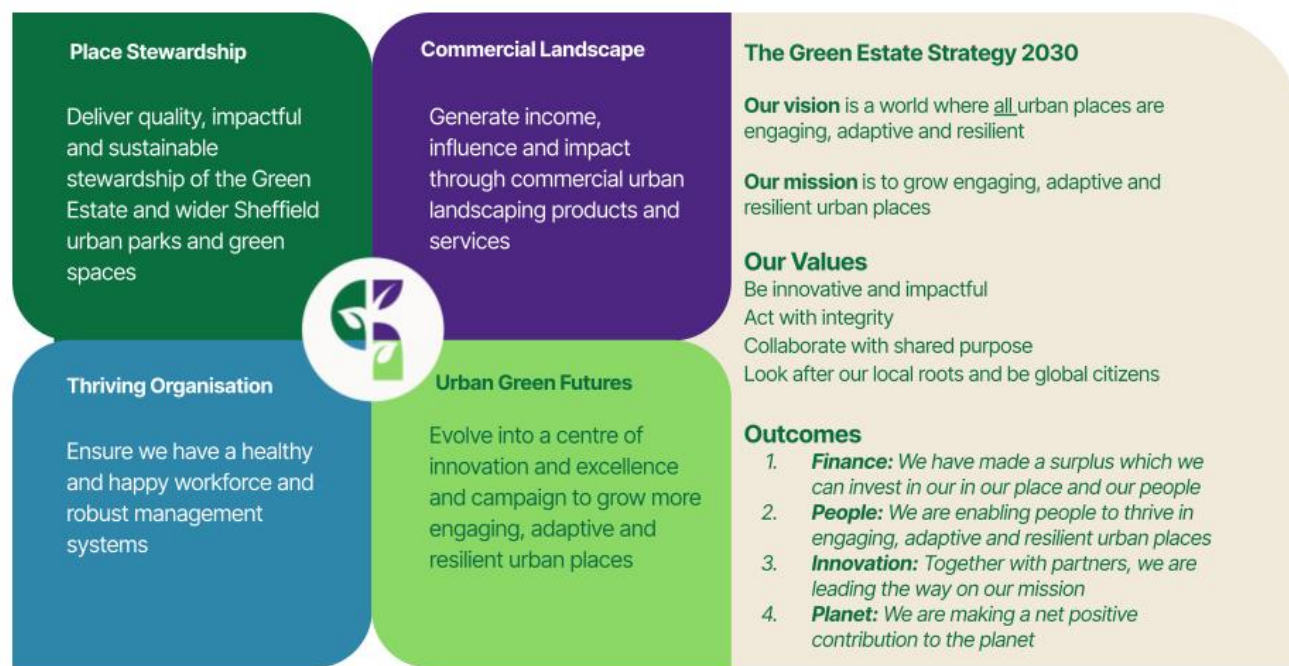 Place Stewardship
Deliver quality, impactful
and sustainable
stewardship of the Green
Estate and wider Sheffield
urban parks and green
spaces
Commercial Landscape
Generate income,
influence and impact
through commercial urban
landscaping products and
services
Thriving Organisation
Ensure we have a healthy
and happy workforce and
robust management
systems
Urban Green Futures
Evolve into a centre of
innovation and excellence
and campaign to grow more
engaging, adaptive and
resilient urban places
The Green Estate Strategy 2030
Our vision is a world where all urban places are
engaging, adaptive and resilient
Our mission is to grow engaging, adaptive and
resilient urban places
Our Values
Be innovative and impactful
Act with integrity
Collaborate with shared purpose
Look after our local roots and be global citizens
Outcomes
1. Finance: We have made a surplus which we
can invest in our in our place and our people
2. People: We are enabling people to thrive in
engaging, adaptive and resilient urban places
3. Innovation: Together with partners, we are
leading the way on our mission
4. Planet: We are making a net positive
contribution to the planet